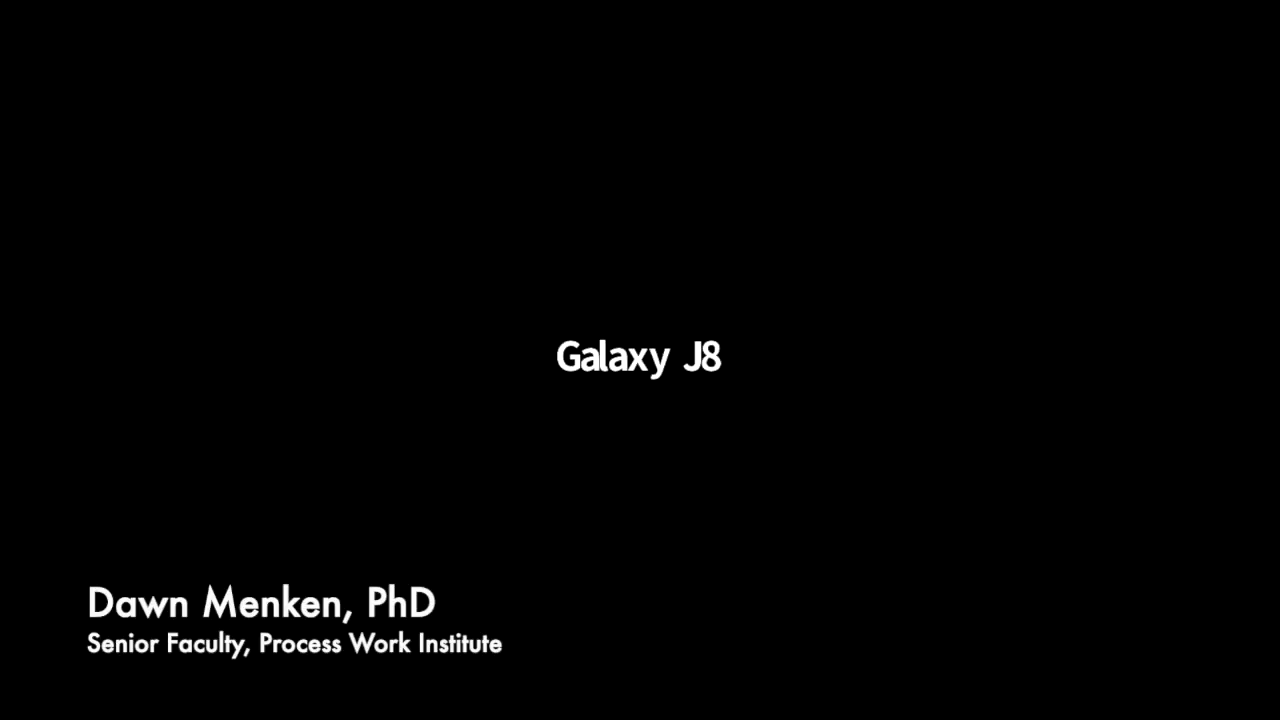 Galaxy J8
Dawn Menken, PhD
Senior Faculty, Process Work Institute